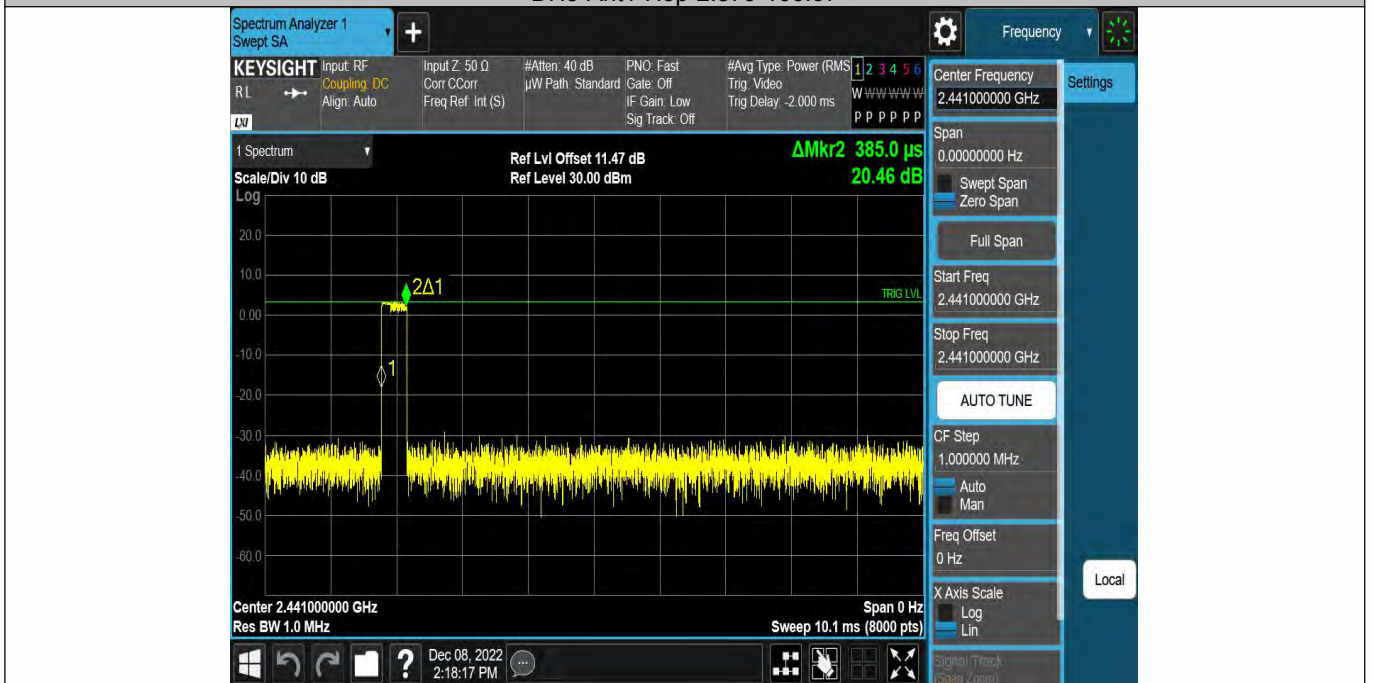 Spectrum Analyzer 1
Swept SA
+
Frequency
KEYSIGHT
RL
LXI
Input: RF
Coupling: DC
Align: Auto
Input Z: 50 Ω
Corr CCorr
Freq Ref: Int (S)
#Atten: 40 dB
µW Path: Standard
PNO: Fast
Gate: Off
IF Gain: Low
Sig Track: Off
#Avg Type: Power (RMS
Trig: Video
Trig Delay: -2.000 ms
1 2 3 4 5 6
W W W W W W
P P P P P P
Center Frequency
2.441000000 GHz
Settings
Span
0.00000000 Hz
Swept Span
Zero Span
Full Span
Start Freq
2.441000000 GHz
Stop Freq
2.441000000 GHz
AUTO TUNE
CF Step
1.000000 MHz
Auto
Man
Freq Offset
0 Hz
X Axis Scale
Log
Lin
Signal Track
(Span Zoom)
Local
1 Spectrum
Scale/Div 10 dB
Log
Ref Lvl Offset 11.47 dB
Ref Level 30.00 dBm
ΔMkr2 385.0 µs
20.46 dB
20.0
10.0
0.00
-10.0
-20.0
-30.0
-40.0
-50.0
-60.0
2Δ1
1
TRIG LVL
Center 2.441000000 GHz
Res BW 1.0 MHz
Span 0 Hz
Sweep 10.1 ms (8000 pts)
?
Dec 08, 2022
2:18:17 PM